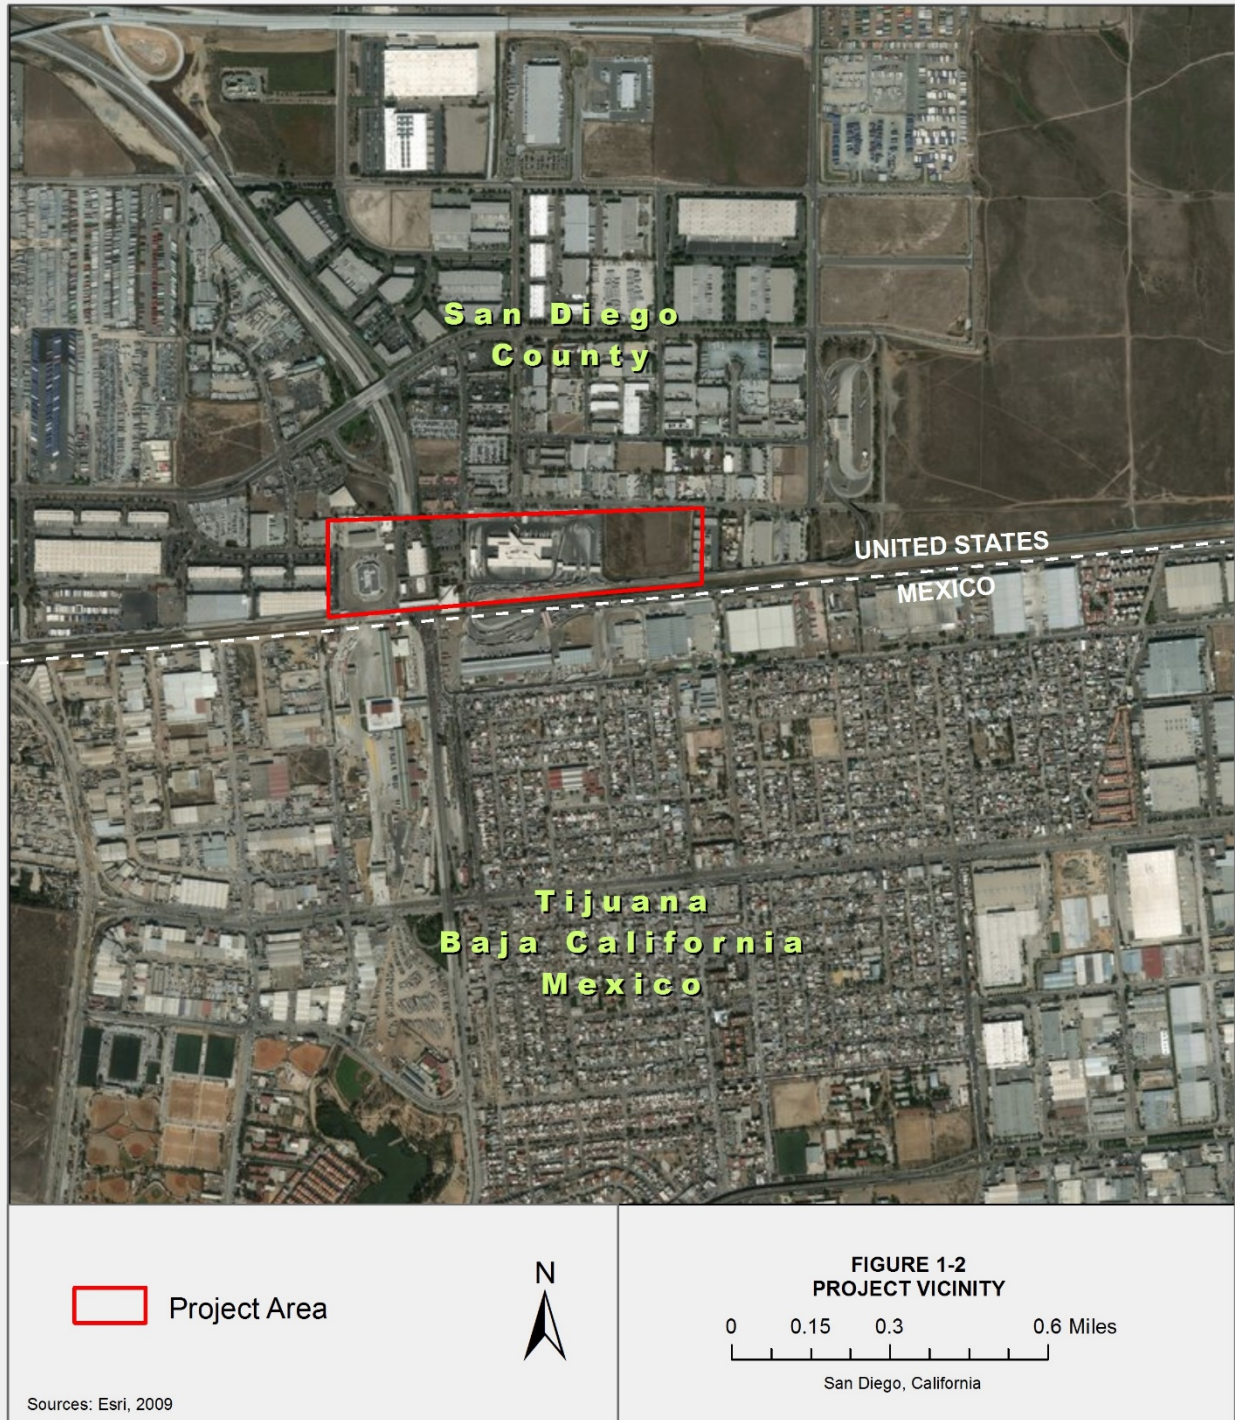 San Diego
County
UNITED STATES
MEXICO
Tijuana
Baja California
Mexico
Project Area
N
FIGURE 1-2
PROJECT VICINITY
0 0.15 0.3 0.6 Miles
San Diego, California
Sources: Esri, 2009